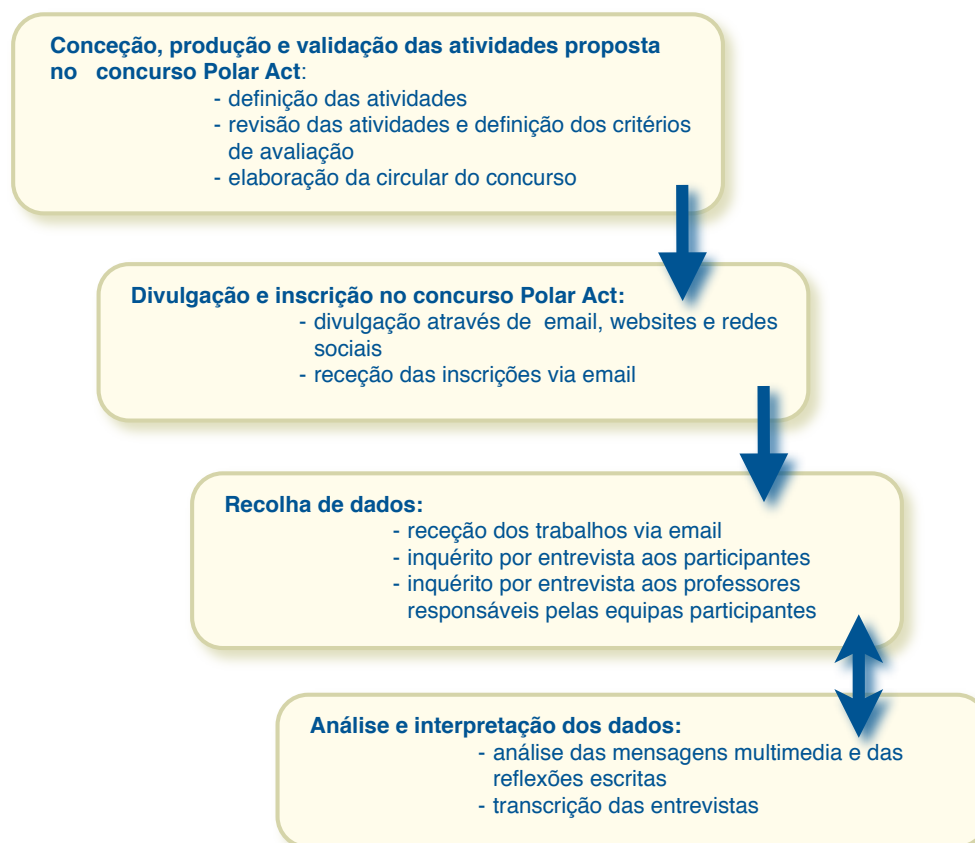 Conceção, produção e validação das atividades proposta
no concurso Polar Act:
- definição das atividades
- revisão das atividades e definição dos critérios
de avaliação
- elaboração da circular do concurso
Divulgação e inscrição no concurso Polar Act:
- divulgação através de email, websites e redes
sociais
- receção das inscrições via email
Recolha de dados:
- receção dos trabalhos via email
- inquérito por entrevista aos participantes
- inquérito por entrevista aos professores
responsáveis pelas equipas participantes
Análise e interpretação dos dados:
- análise das mensagens multimedia e das
reflexões escritas
- transcrição das entrevistas